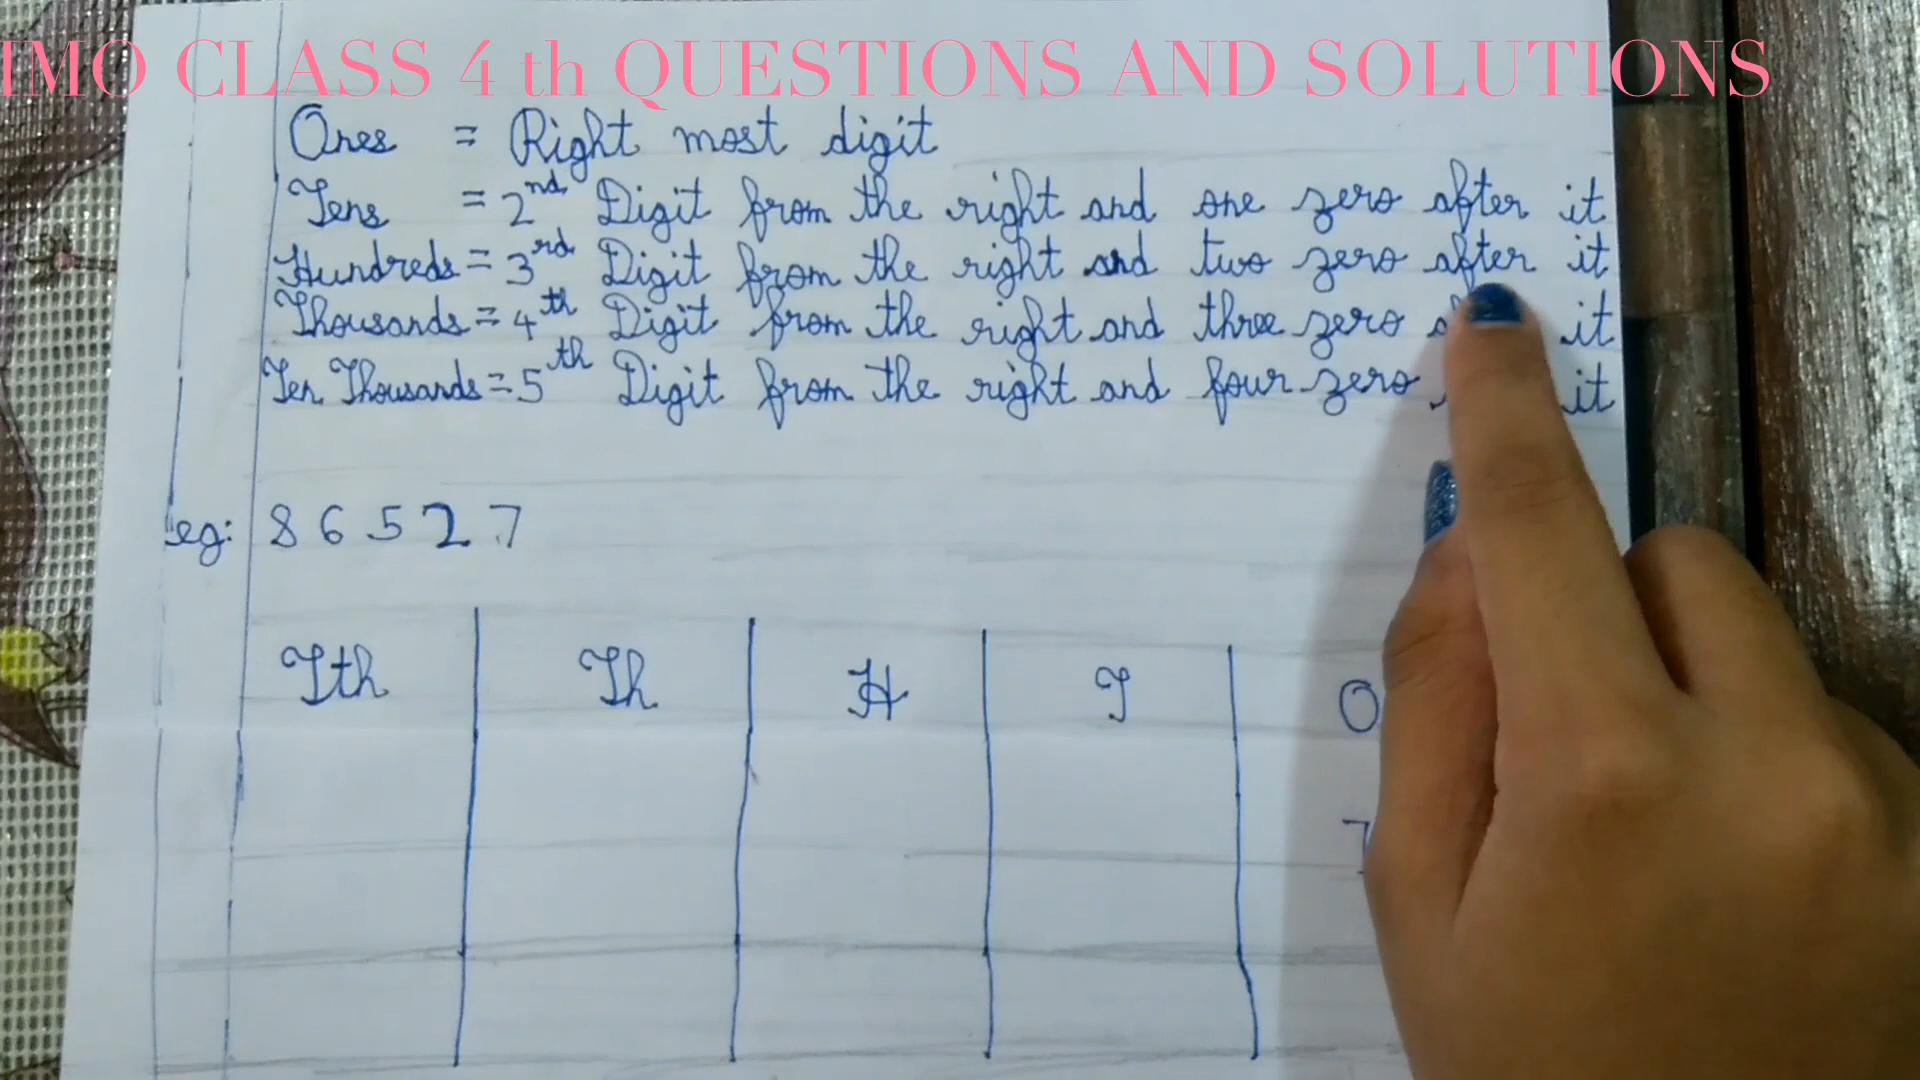 IMO CLASS 4 th QUESTIONS AND SOLUTIONS
Ones = Right most digit
Tens = 2nd Digit from the right and one zero after it
Hundreds = 3rd Digit from the right and two zero after it
Thousands = 4th Digit from the right and three zero it
Ten Thousands = 5th Digit from the right and four zero it
eg: 86527
Tth Th H T O
7